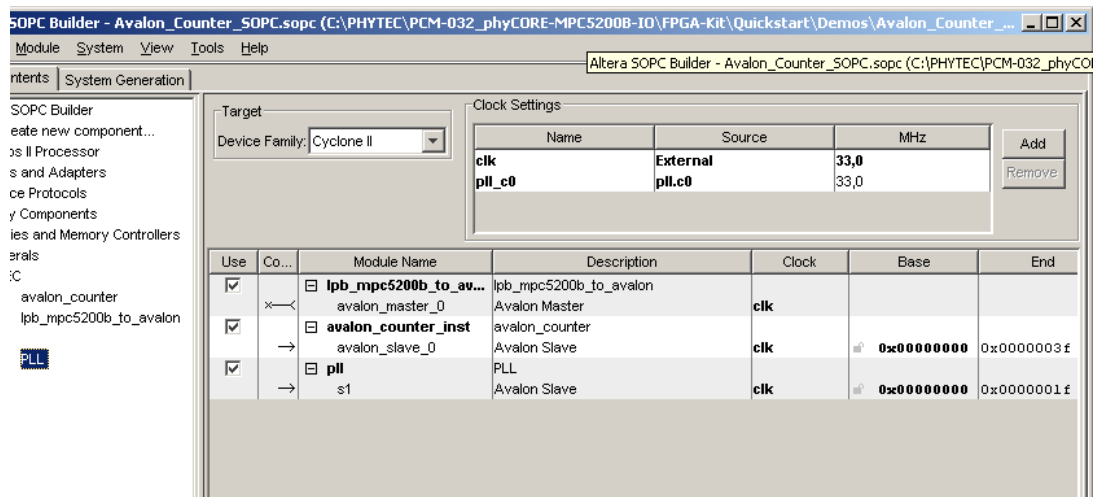 SOPC Builder - Avalon_Counter_SOPC.sopc (C:\PHYTEC\PCM-032_phyCORE-MPC5200B-IO\FPGA-Kit\Quickstart\Demos\Avalon_Counter_...
Module System View Tools Help
Altera SOPC Builder - Avalon_Counter_SOPC.sopc (C:\PHYTEC\PCM-032_phyCO
ntents System Generation
SOPC Builder
eate new component...
os II Processor
s and Adapters
ce Protocols
y Components
ies and Memory Controllers
erals
EC
avalon_counter
lpb_mpc5200b_to_avalon
PLL
Target
Device Family: Cyclone II
Clock Settings
Name Source MHz
clk External 33,0
pll_c0 pll.c0 33,0
Add
Remove
Use Co... Module Name Description Clock Base End
lpb_mpc5200b_to_av... lpb_mpc5200b_to_avalon
avalon_master_0 Avalon Master clk
avalon_counter_inst avalon_counter
avalon_slave_0 Avalon Slave clk 0x00000000 0x0000003f
pll PLL
s1 Avalon Slave clk 0x00000000 0x0000001f